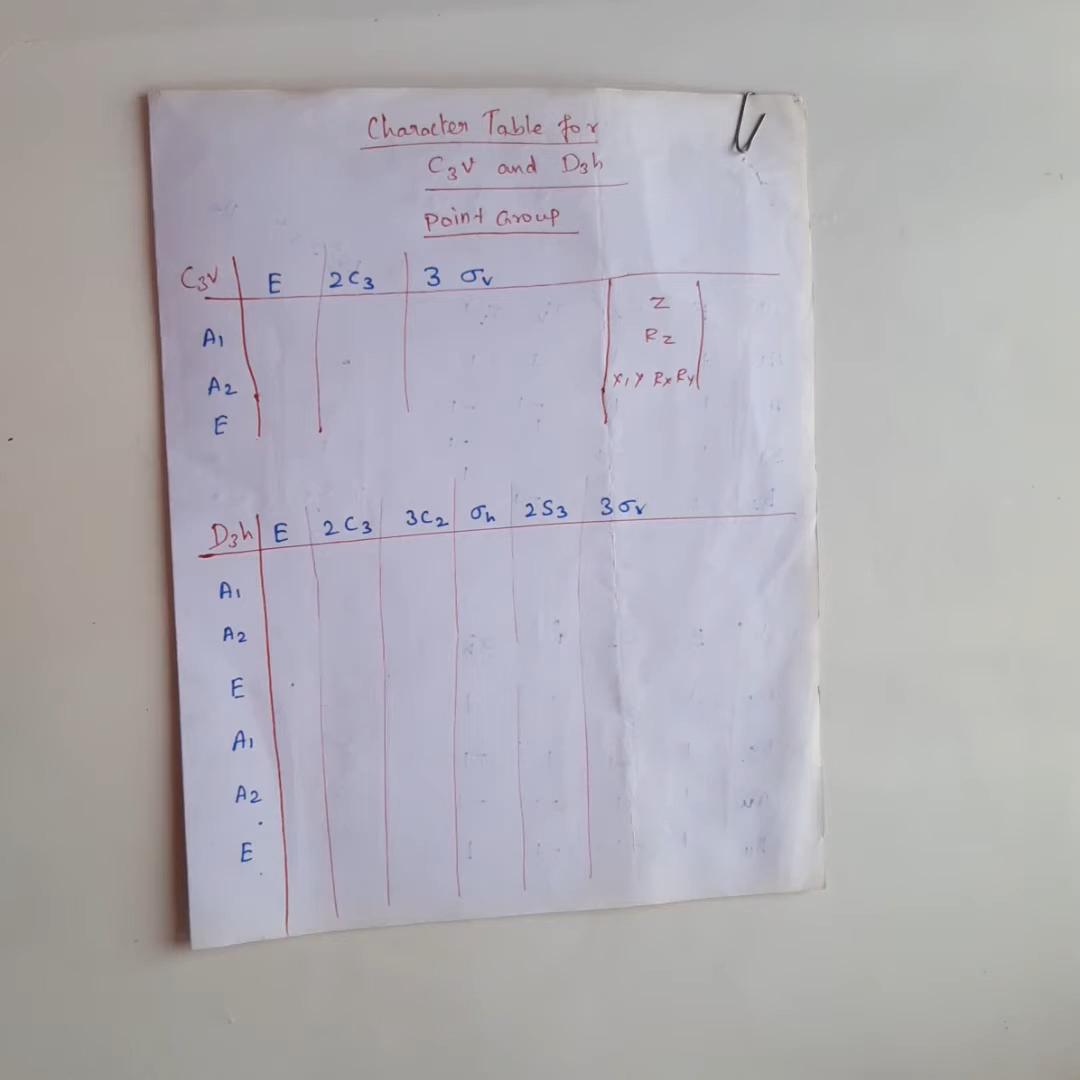 Character Table for
C3V and D3h
Point Group
C3V E 2C3 3 σv
Z
A1 Rz
A2 X, Y Rx Ry
E
D3h E 2C3 3C2 σh 2S3 3σv
A1
A2
E
A1
A2
E